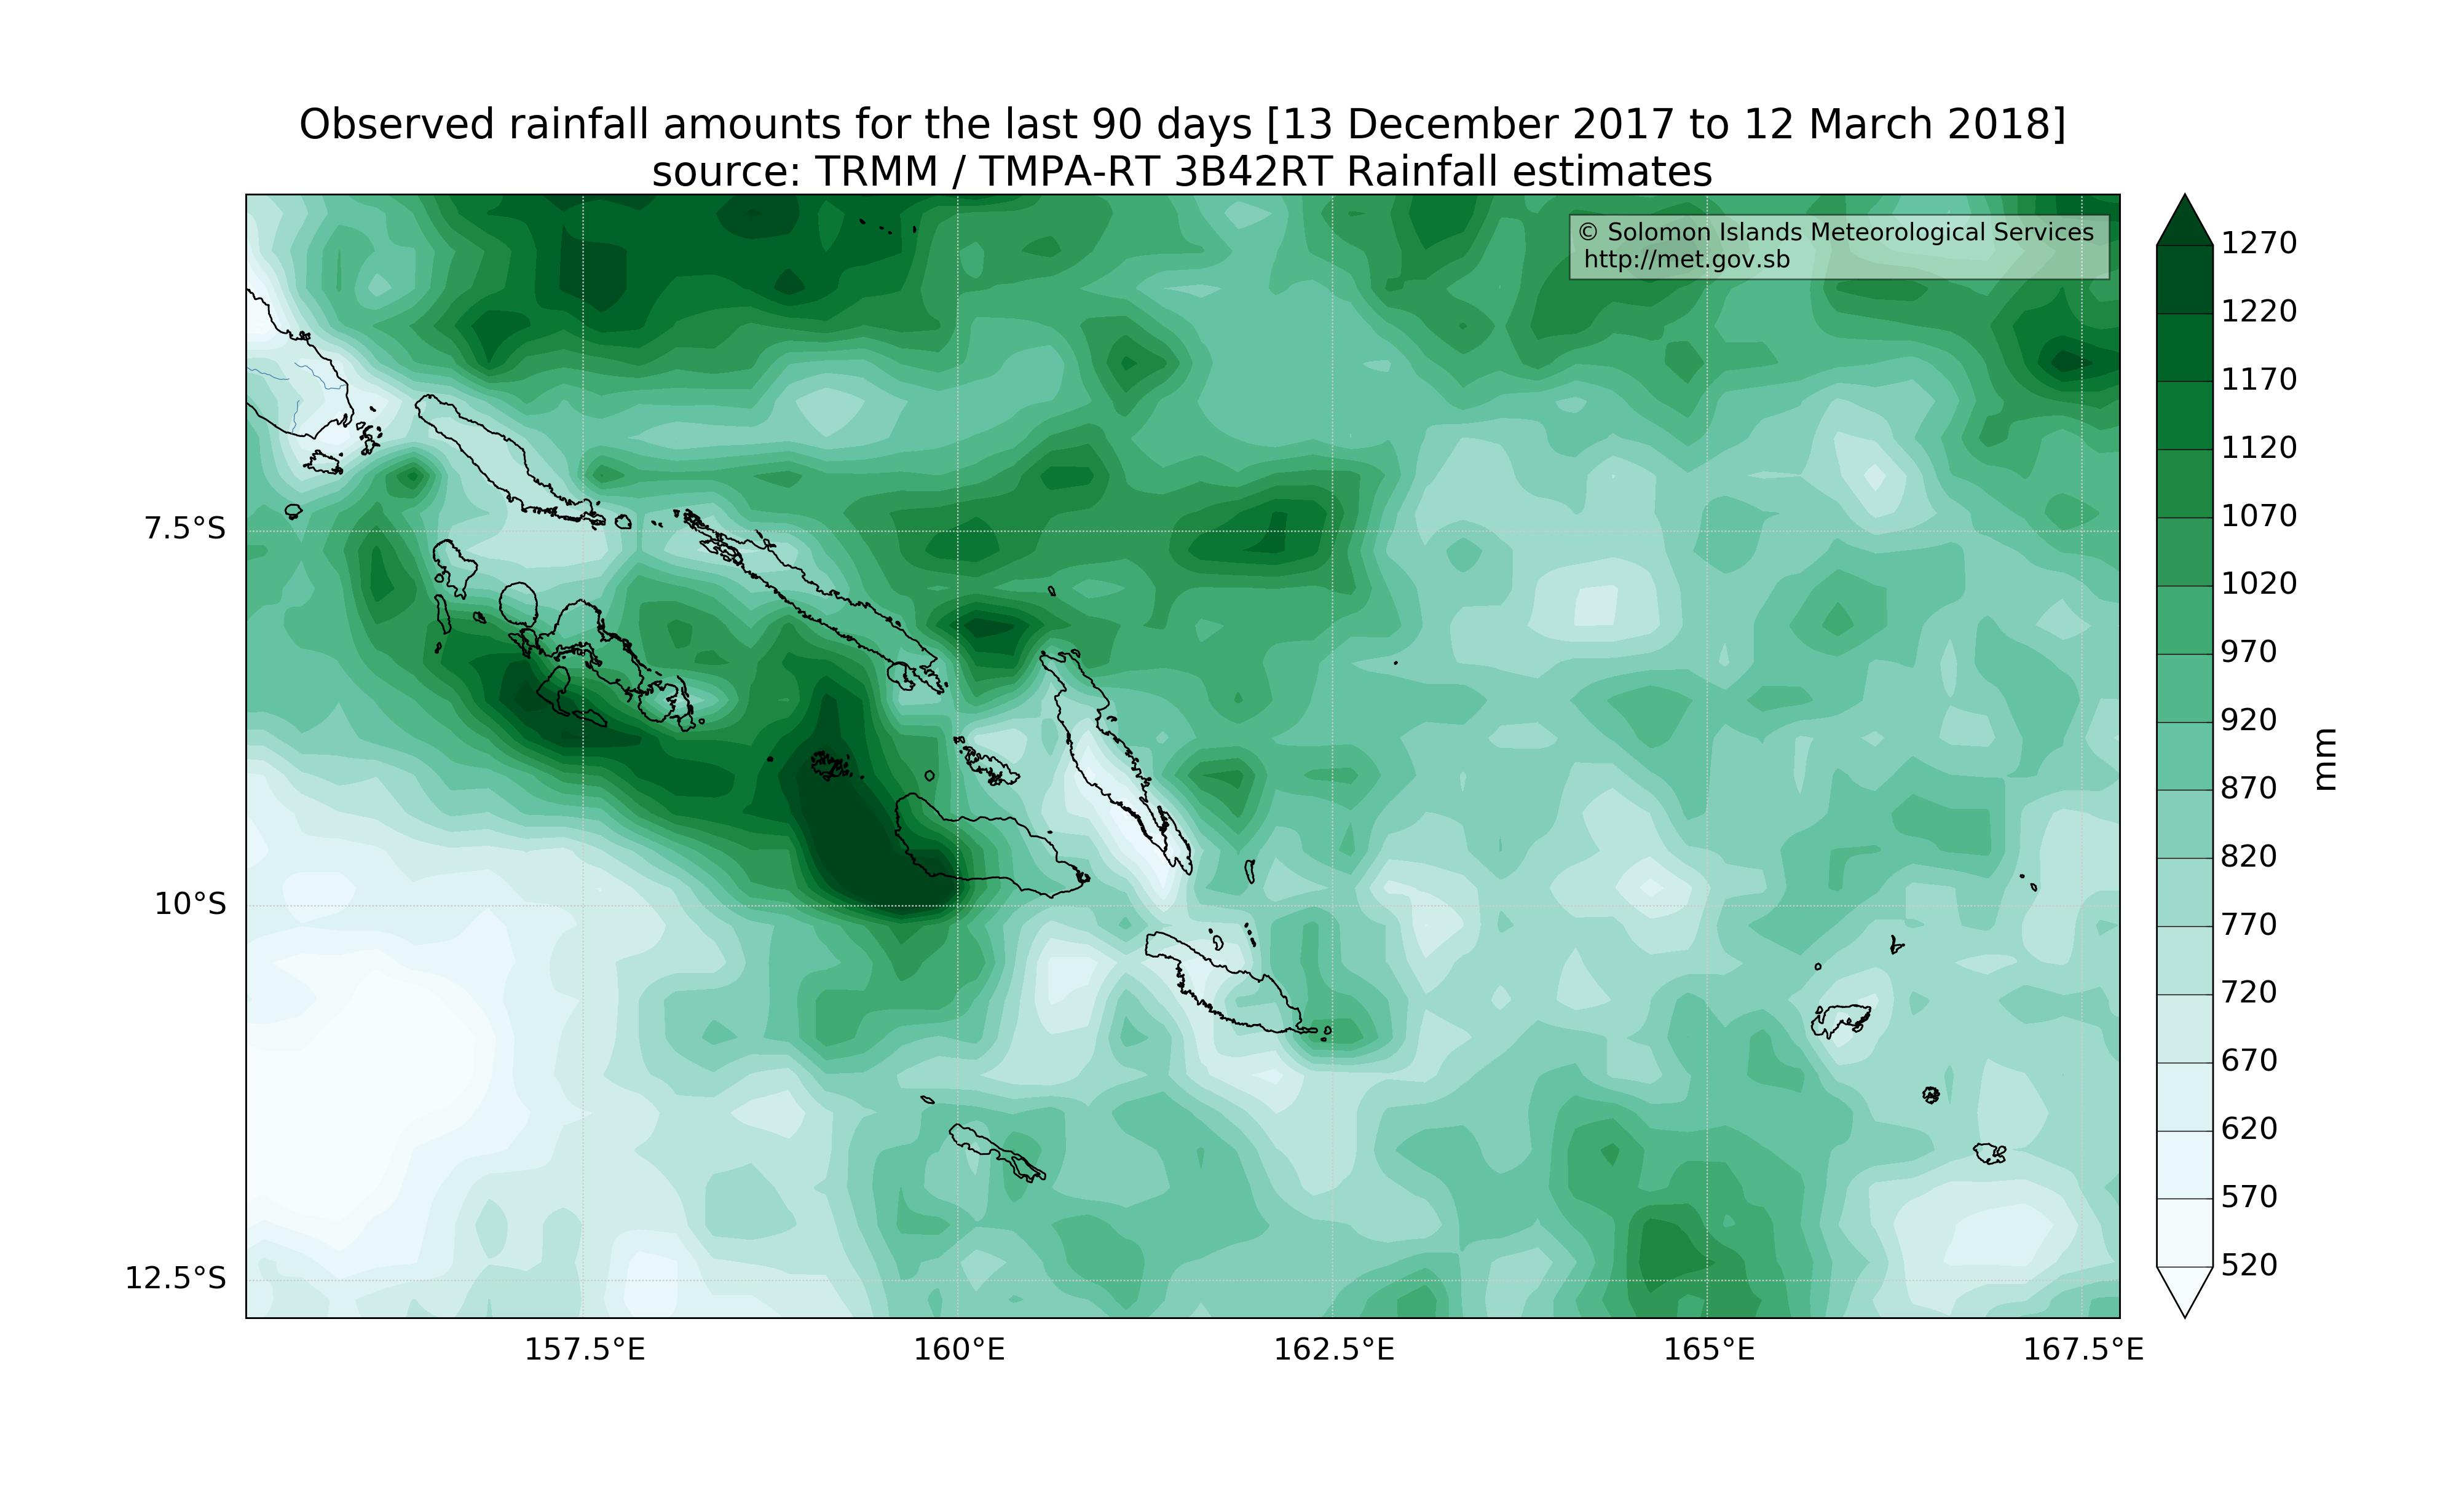 Observed rainfall amounts for the last 90 days [13 December 2017 to 12 March 2018]
source: TRMM / TMPA-RT 3B42RT Rainfall estimates
© Solomon Islands Meteorological Services
http://met.gov.sb
7.5°S
10°S
12.5°S
157.5°E
160°E
162.5°E
165°E
167.5°E
1270
1220
1170
1120
1070
1020
970
920
870
820
770
720
670
620
570
520
mm